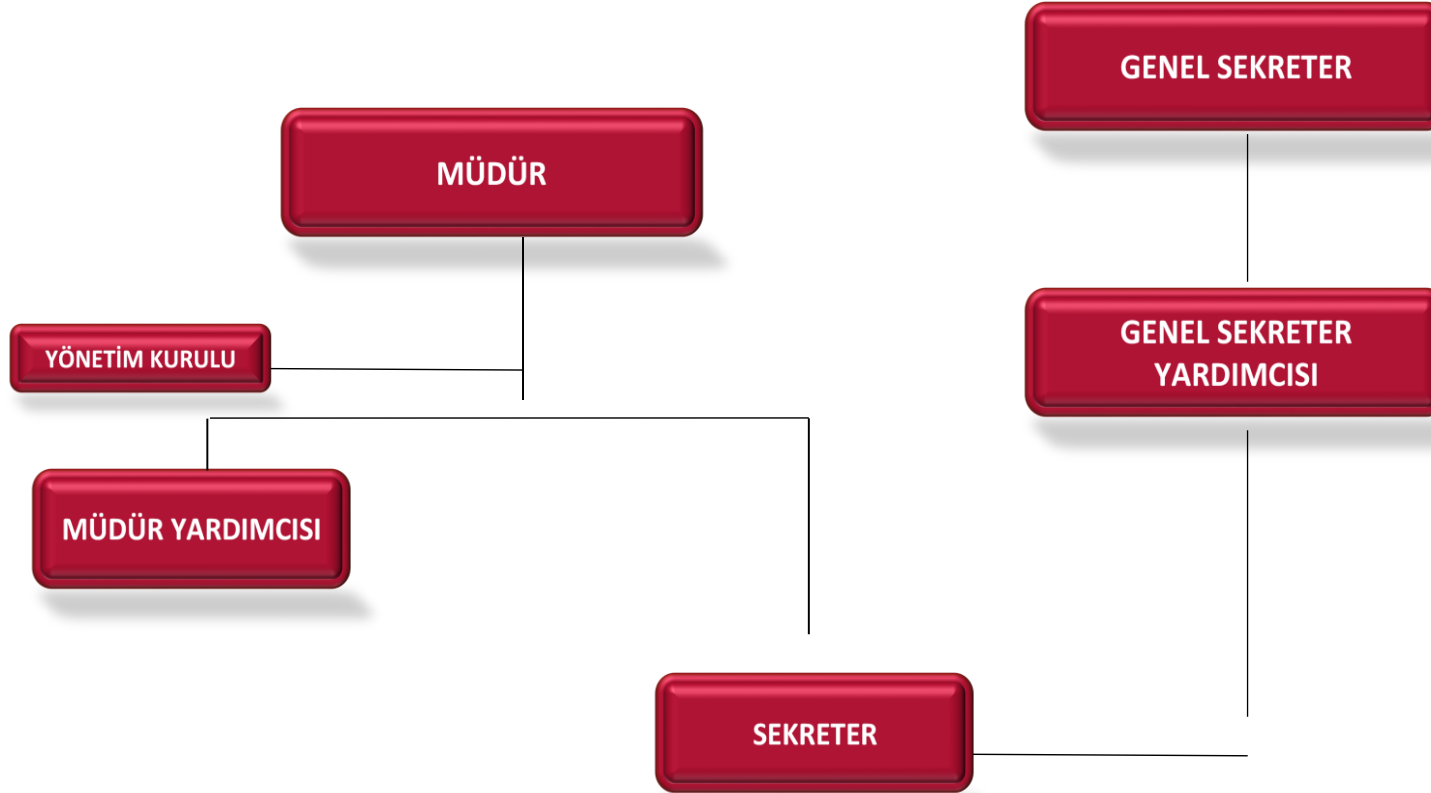 GENEL SEKRETER
MÜDÜR
YÖNETİM KURULU
GENEL SEKRETER
YARDIMCISI
MÜDÜR YARDIMCISI
SEKRETER